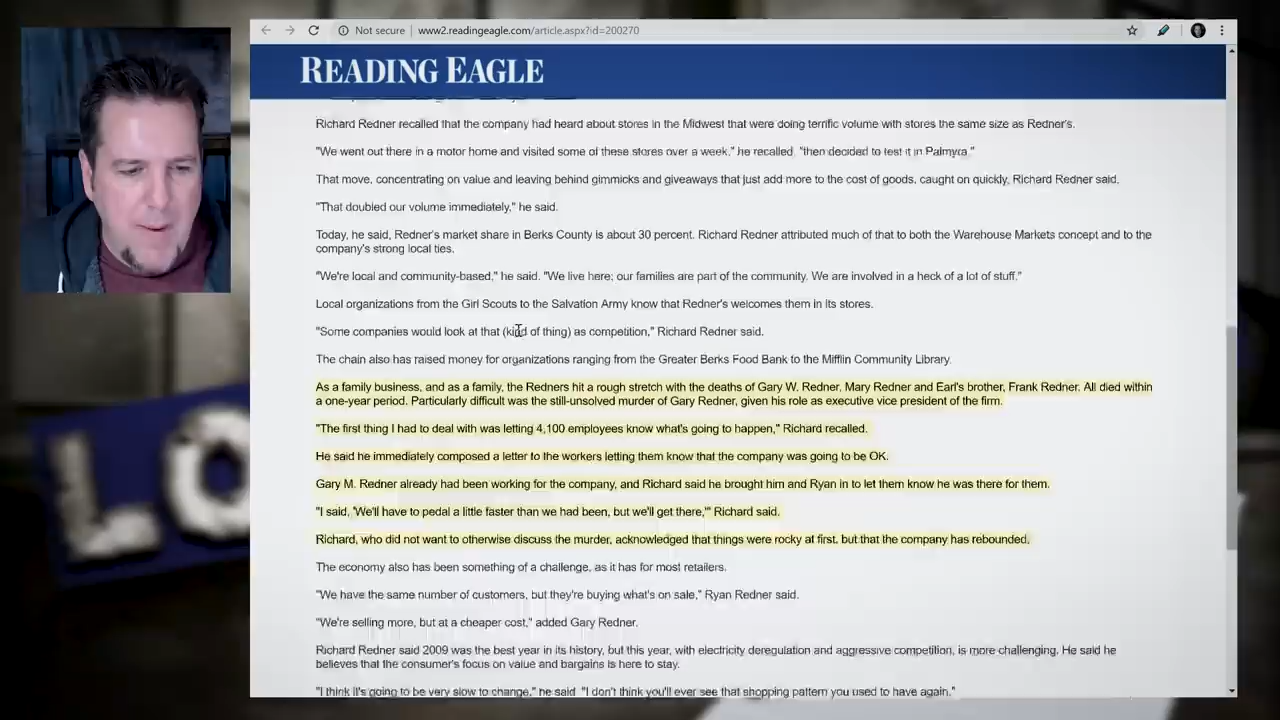 Not secure | www2.readingeagle.com/article.aspx?id=200270
READING EAGLE
Richard Redner recalled that the company had heard about stores in the Midwest that were doing terrific volume with stores the same size as Redner's.
"We went out there in a motor home and visited some of these stores over a week," he recalled, "then decided to test it in Palmyra."
That move, concentrating on value and leaving behind gimmicks and giveaways that just add more to the cost of goods, caught on quickly, Richard Redner said.
"That doubled our volume immediately," he said.
Today, he said, Redner's market share in Berks County is about 30 percent. Richard Redner attributed much of that to both the Warehouse Markets concept and to the
company's strong local ties.
"We're local and community-based," he said. "We live here; our families are part of the community. We are involved in a heck of a lot of stuff."
Local organizations from the Girl Scouts to the Salvation Army know that Redner's welcomes them in its stores.
"Some companies would look at that (kind of thing) as competition," Richard Redner said.
The chain also has raised money for organizations ranging from the Greater Berks Food Bank to the Mifflin Community Library.
As a family business, and as a family, the Redners hit a rough stretch with the deaths of Gary W. Redner, Mary Redner and Earl's brother, Frank Redner. All died within
a one-year period. Particularly difficult was the still-unsolved murder of Gary Redner, given his role as executive vice president of the firm.
"The first thing I had to deal with was letting 4,100 employees know what's going to happen," Richard recalled.
He said he immediately composed a letter to the workers letting them know that the company was going to be OK.
Gary M. Redner already had been working for the company, and Richard said he brought him and Ryan in to let them know he was there for them.
"I said, 'We'll have to pedal a little faster than we had been, but we'll get there,'" Richard said.
Richard, who did not want to otherwise discuss the murder, acknowledged that things were rocky at first, but that the company has rebounded.
The economy also has been something of a challenge, as it has for most retailers.
"We have the same number of customers, but they're buying what's on sale," Ryan Redner said.
"We're selling more, but at a cheaper cost," added Gary Redner.
Richard Redner said 2009 was the best year in its history, but this year, with electricity deregulation and aggressive competition, is more challenging. He said he
believes that the consumer's focus on value and bargains is here to stay.
"I think it's going to be very slow to change," he said "I don't think you'll ever see that shopping pattern you used to have again."
LO